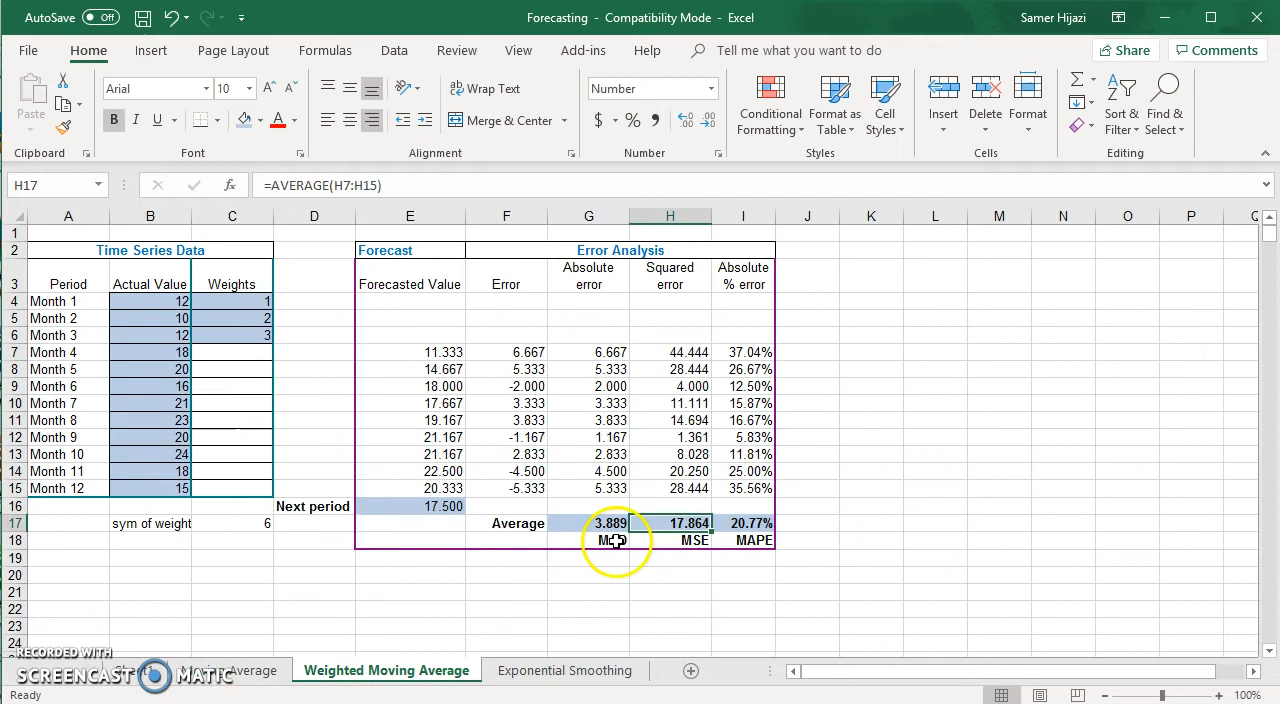 AutoSave Off Forecasting - Compatibility Mode - Excel Samer Hijazi
File Home Insert Page Layout Formulas Data Review View Add-ins Help Tell me what you want to do Share Comments
Paste Arial 10 Wrap Text Number Conditional Formatting Format as Table Cell Styles Insert Delete Format Sort & Filter Find & Select
B I U A Merge & Center $ % ,
Clipboard Font Alignment Number Styles Cells Editing
H17 fx =AVERAGE(H7:H15)
A B C D E F G H I J K L M N O P
1
2 Time Series Data Forecast Error Analysis
3 Period Actual Value Weights Forecasted Value Error Absolute error Squared error Absolute % error
4 Month 1 12 1
5 Month 2 10 2
6 Month 3 12 3
7 Month 4 18 11.333 6.667 6.667 44.444 37.04%
8 Month 5 20 14.667 5.333 5.333 28.444 26.67%
9 Month 6 16 18.000 -2.000 2.000 4.000 12.50%
10 Month 7 21 17.667 3.333 3.333 11.111 15.87%
11 Month 8 23 19.167 3.833 3.833 14.694 16.67%
12 Month 9 20 21.167 -1.167 1.167 1.361 5.83%
13 Month 10 24 21.167 2.833 2.833 8.028 11.81%
14 Month 11 18 22.500 -4.500 4.500 20.250 25.00%
15 Month 12 15 20.333 -5.333 5.333 28.444 35.56%
16 Next period 17.500
17 sym of weight 6 Average 3.889 17.864 20.77%
18 MSE MAPE
19
20
21
22
23
24
RECORDED WITH
SCREENCAST MATIC
Average Weighted Moving Average Exponential Smoothing
Ready 100%